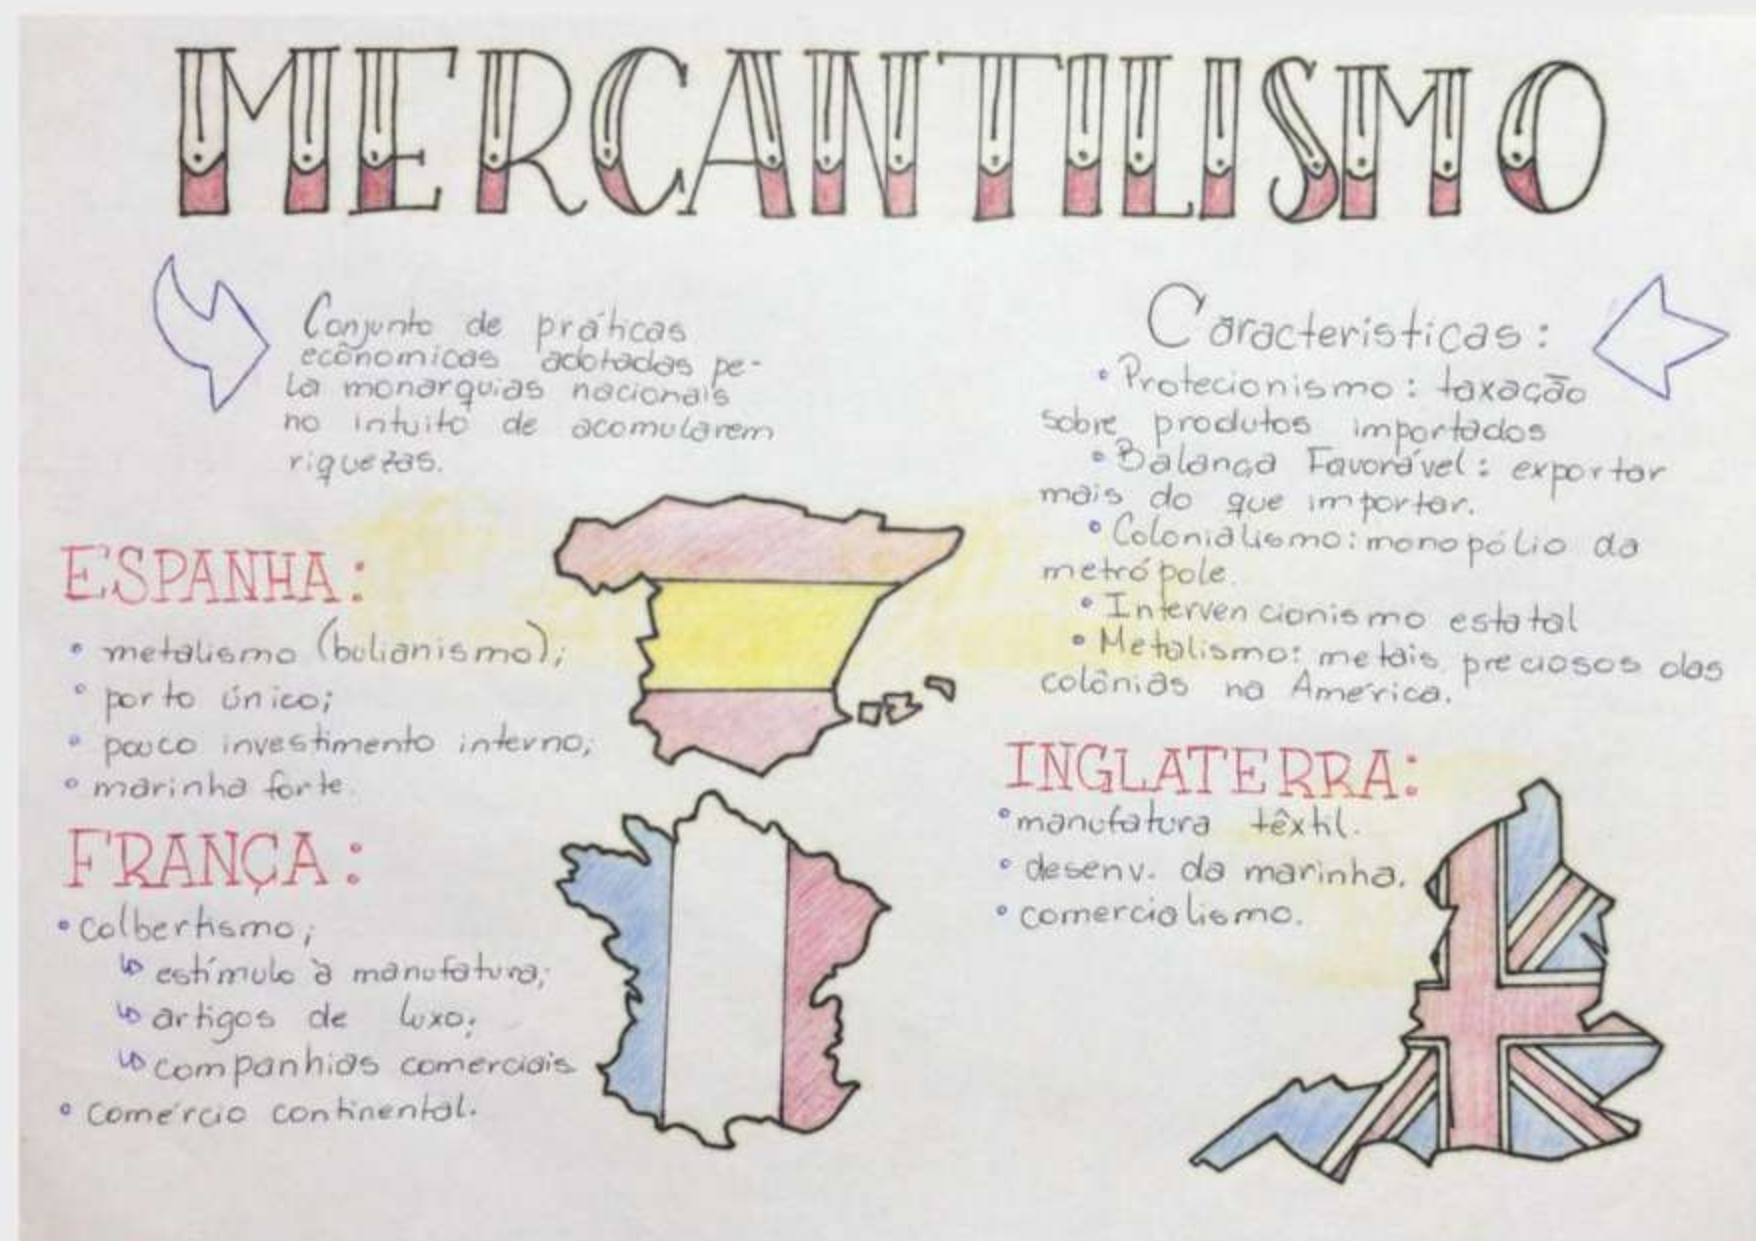 MERCANTILISMO
Conjunto de práticas
econômicas adotadas pe-
la monarquias nacionais
no intuito de acomularem
riquezas.
Caracteristicas:
• Protecionismo: taxação
sobre produtos importados
• Balança Favorável: exportar
mais do que importar.
• Colonialismo: monopólio da
metrópole.
• Intervencionismo estatal
• Metalismo: metais preciosos das
colônias na América.
ESPANHA:
• metalismo (bulianismo);
• porto único;
• pouco investimento interno;
• marinha forte.
FRANÇA:
• Colbertismo;
↳ estímulo à manufatura;
↳ artigos de luxo;
↳ companhias comerciais
• comércio continental.
INGLATERRA:
• manufatura têxtil.
• desenv. da marinha.
• comercialismo.